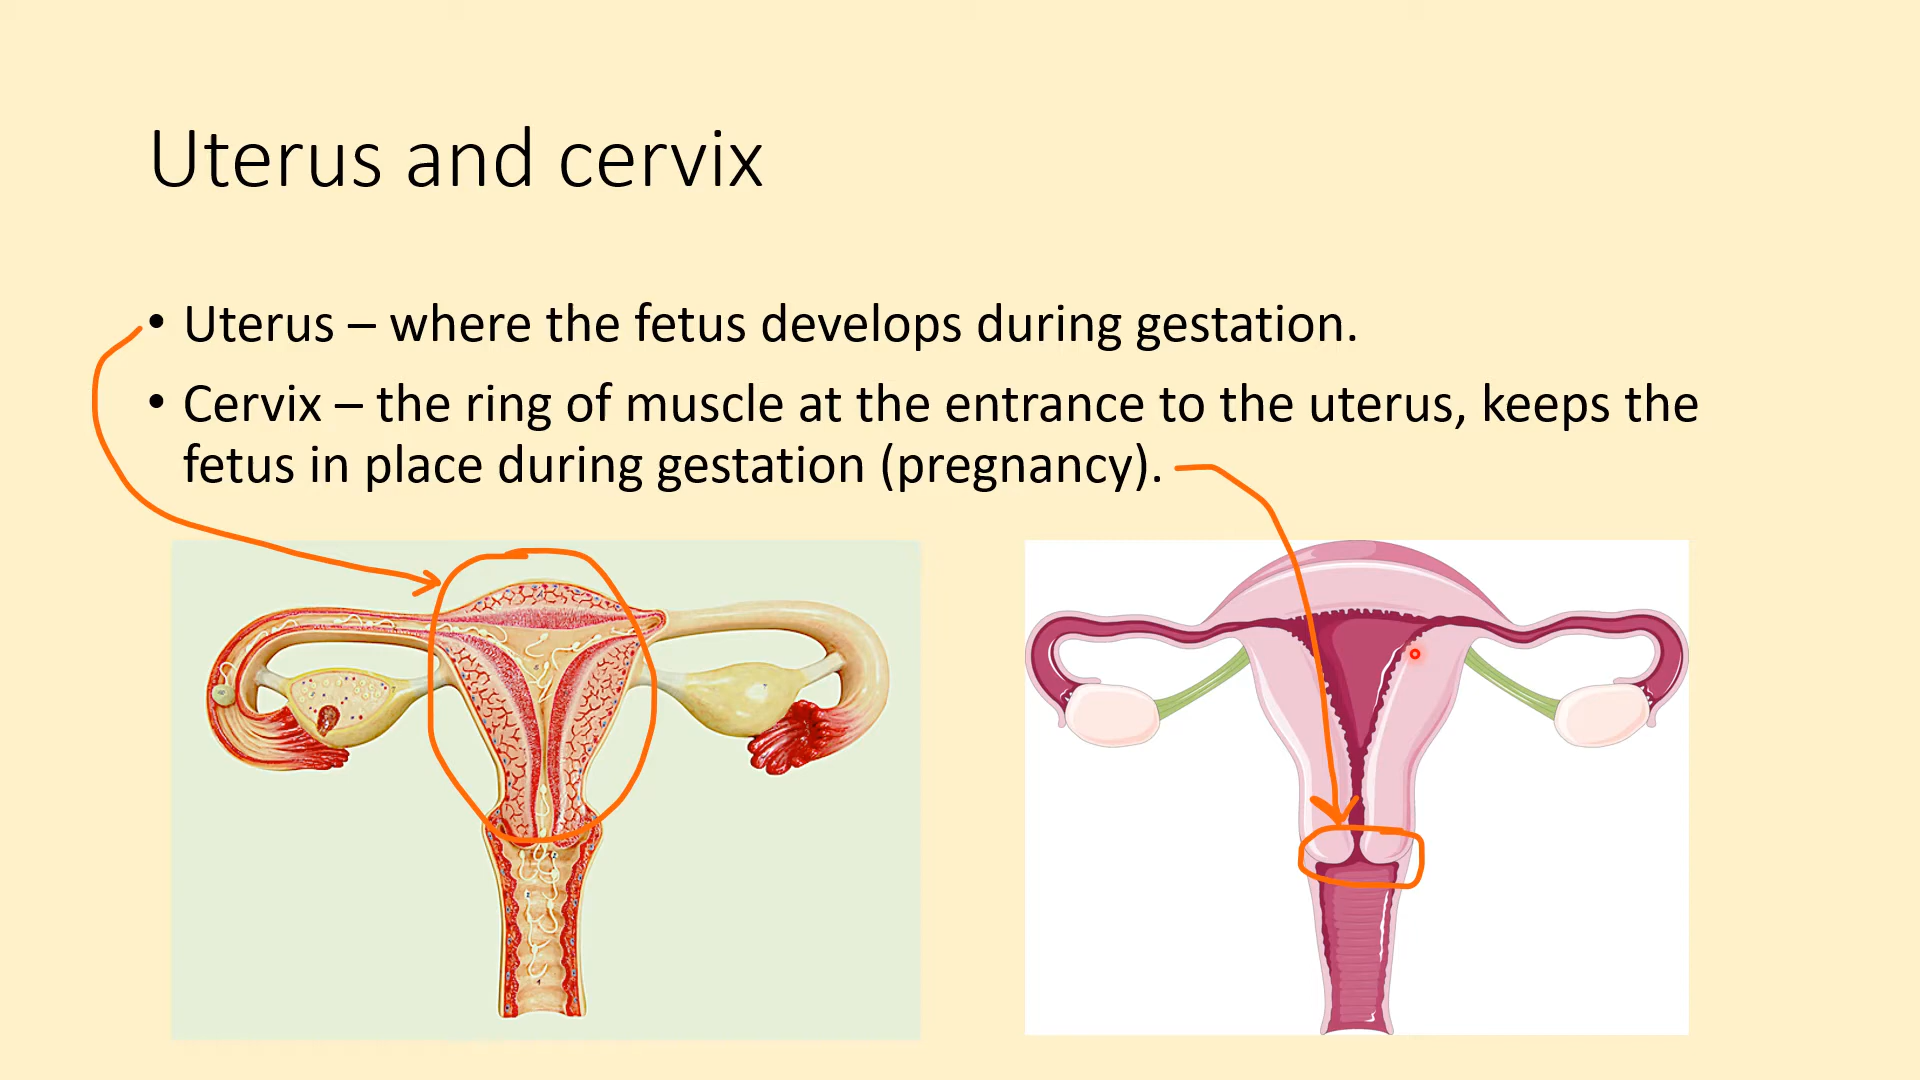 Uterus and cervix
• Uterus – where the fetus develops during gestation.
• Cervix – the ring of muscle at the entrance to the uterus, keeps the
fetus in place during gestation (pregnancy).